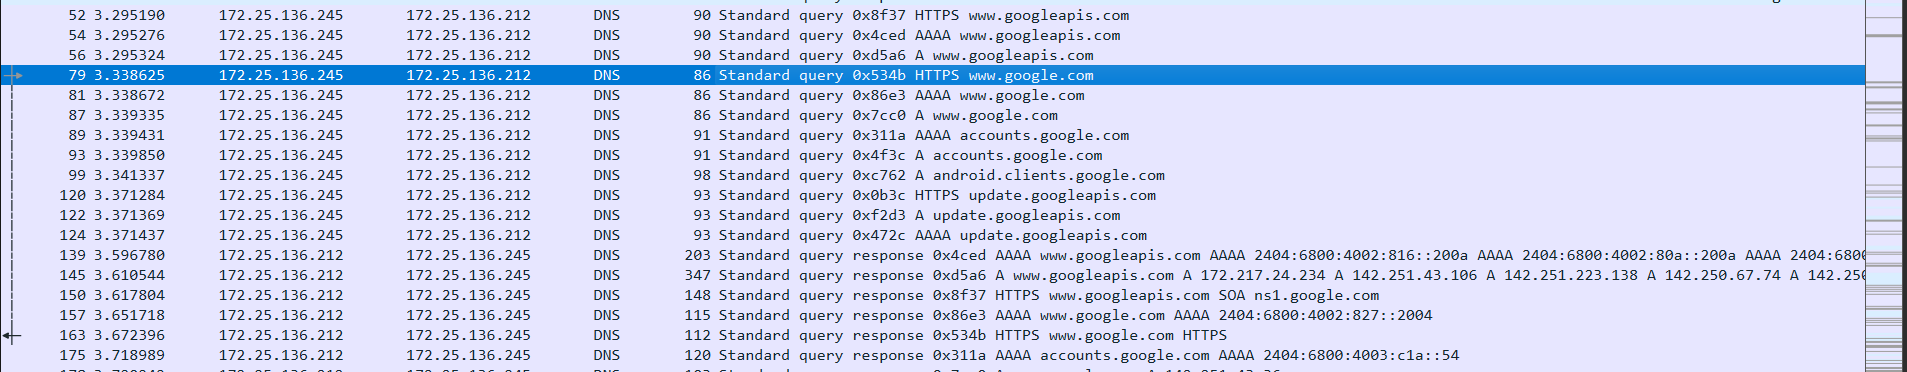 52 3.295190 172.25.136.245 172.25.136.212 DNS 90 Standard query 0x8f37 HTTPS www.googleapis.com
54 3.295276 172.25.136.245 172.25.136.212 DNS 90 Standard query 0x4ced AAAA www.googleapis.com
56 3.295324 172.25.136.245 172.25.136.212 DNS 90 Standard query 0xd5a6 A www.googleapis.com
79 3.338625 172.25.136.245 172.25.136.212 DNS 86 Standard query 0x534b HTTPS www.google.com
81 3.338672 172.25.136.245 172.25.136.212 DNS 86 Standard query 0x86e3 AAAA www.google.com
87 3.339335 172.25.136.245 172.25.136.212 DNS 86 Standard query 0x7cc0 A www.google.com
89 3.339431 172.25.136.245 172.25.136.212 DNS 91 Standard query 0x311a AAAA accounts.google.com
93 3.339850 172.25.136.245 172.25.136.212 DNS 91 Standard query 0x4f3c A accounts.google.com
99 3.341337 172.25.136.245 172.25.136.212 DNS 98 Standard query 0xc762 A android.clients.google.com
120 3.371284 172.25.136.245 172.25.136.212 DNS 93 Standard query 0x0b3c HTTPS update.googleapis.com
122 3.371369 172.25.136.245 172.25.136.212 DNS 93 Standard query 0xf2d3 A update.googleapis.com
124 3.371437 172.25.136.245 172.25.136.212 DNS 93 Standard query 0x472c AAAA update.googleapis.com
139 3.596780 172.25.136.212 172.25.136.245 DNS 203 Standard query response 0x4ced AAAA www.googleapis.com AAAA 2404:6800:4002:816::200a AAAA 2404:6800:4002:80a::200a AAAA 2404:680
145 3.610544 172.25.136.212 172.25.136.245 DNS 347 Standard query response 0xd5a6 A www.googleapis.com A 172.217.24.234 A 142.251.43.106 A 142.251.223.138 A 142.250.67.74 A 142.25
150 3.617804 172.25.136.212 172.25.136.245 DNS 148 Standard query response 0x8f37 HTTPS www.googleapis.com SOA ns1.google.com
157 3.651718 172.25.136.212 172.25.136.245 DNS 115 Standard query response 0x86e3 AAAA www.google.com AAAA 2404:6800:4002:827::2004
163 3.672396 172.25.136.212 172.25.136.245 DNS 112 Standard query response 0x534b HTTPS www.google.com HTTPS
175 3.718989 172.25.136.212 172.25.136.245 DNS 120 Standard query response 0x311a AAAA accounts.google.com AAAA 2404:6800:4003:c1a::54